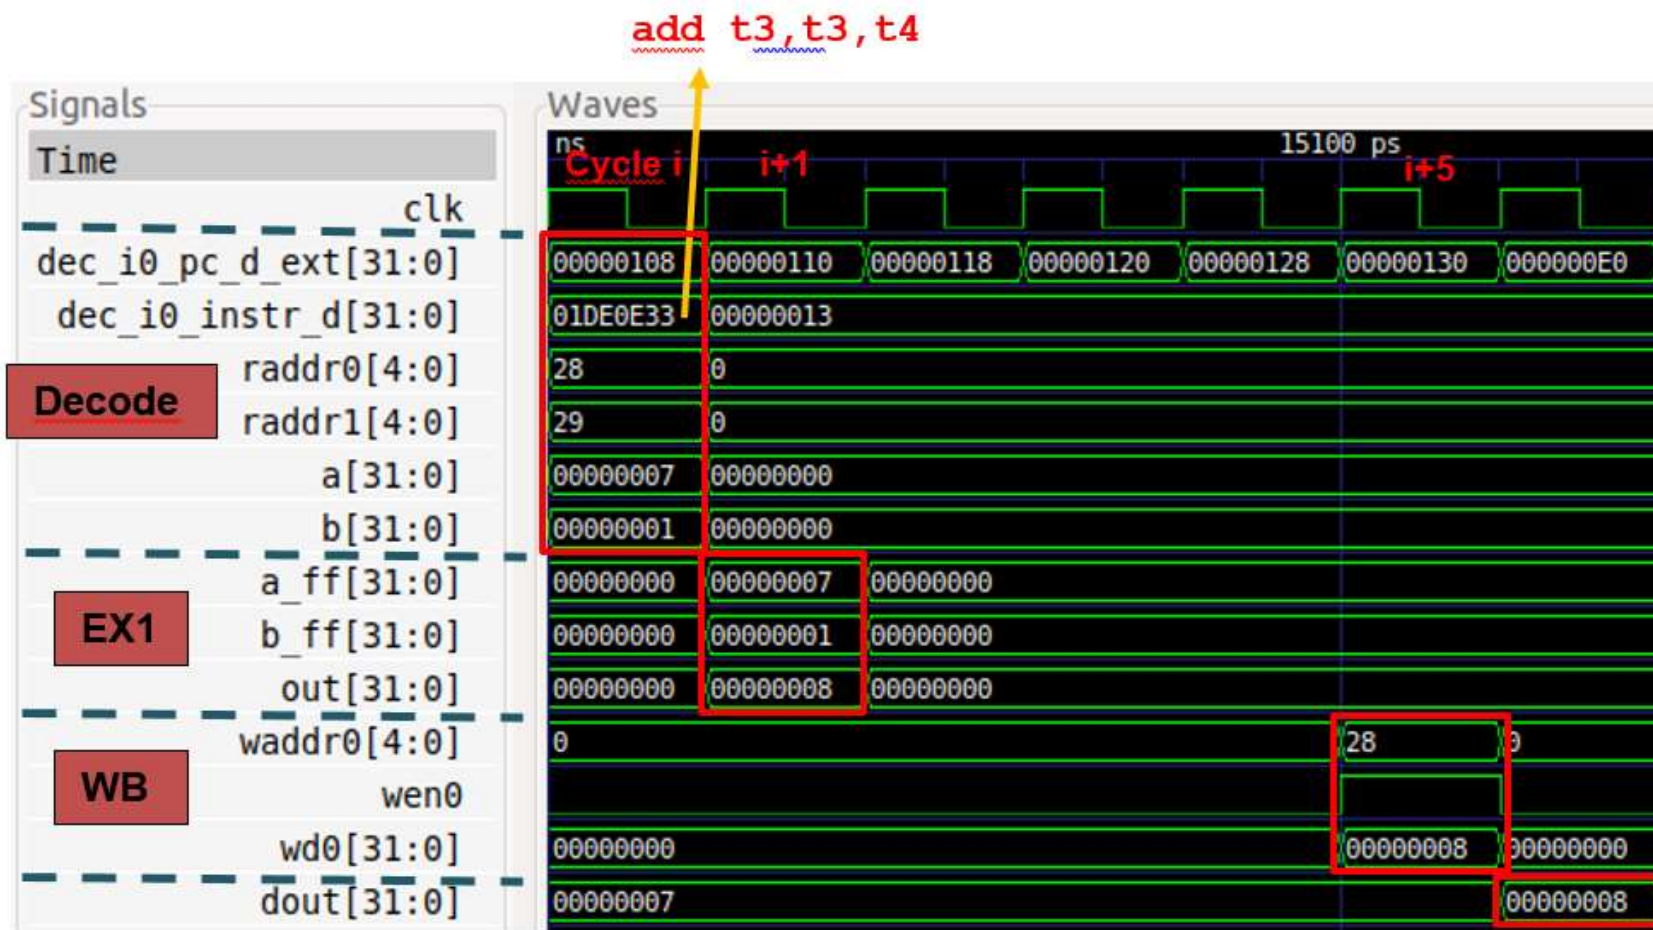 add t3,t3,t4
Signals
Waves
Time
ns
15100 ps
Cycle i
i+1
i+5
clk
dec_i0_pc_d_ext[31:0]
00000108 00000110 00000118 00000120 00000128 00000130 000000E0
dec_i0_instr_d[31:0]
01DE0E33 00000013
Decode
raddr0[4:0]
28 0
raddr1[4:0]
29 0
a[31:0]
00000007 00000000
b[31:0]
00000001 00000000
EX1
a_ff[31:0]
00000000 00000007 00000000
b_ff[31:0]
00000000 00000001 00000000
out[31:0]
00000000 00000008 00000000
WB
waddr0[4:0]
0 28 0
wen0
wd0[31:0]
00000000 00000008 00000000
dout[31:0]
00000007 00000008